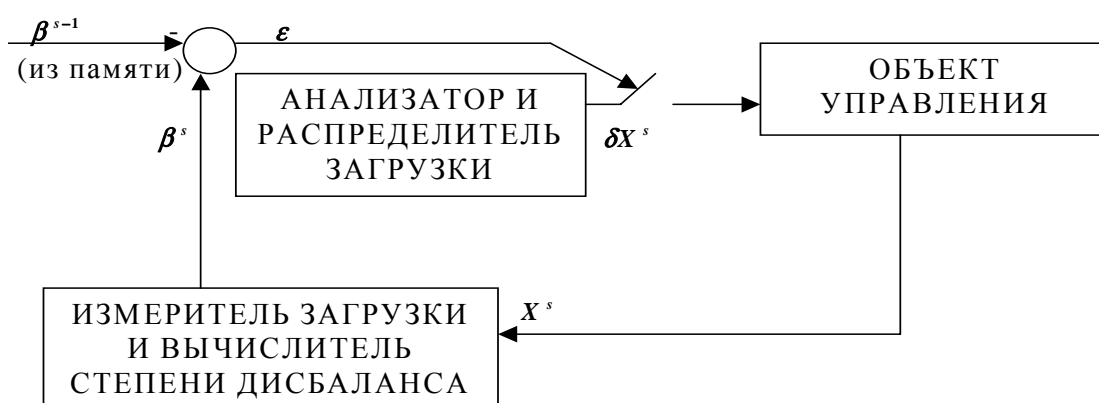 β^{s-1}
-
ε
(из памяти)
АНАЛИЗАТОР И
РАСПРЕДЕЛИТЕЛЬ
ЗАГРУЗКИ
ОБЪЕКТ
УПРАВЛЕНИЯ
β^s
δX^s
ИЗМЕРИТЕЛЬ ЗАГРУЗКИ
И ВЫЧИСЛИТЕЛЬ
СТЕПЕНИ ДИСБАЛАНСА
X^s